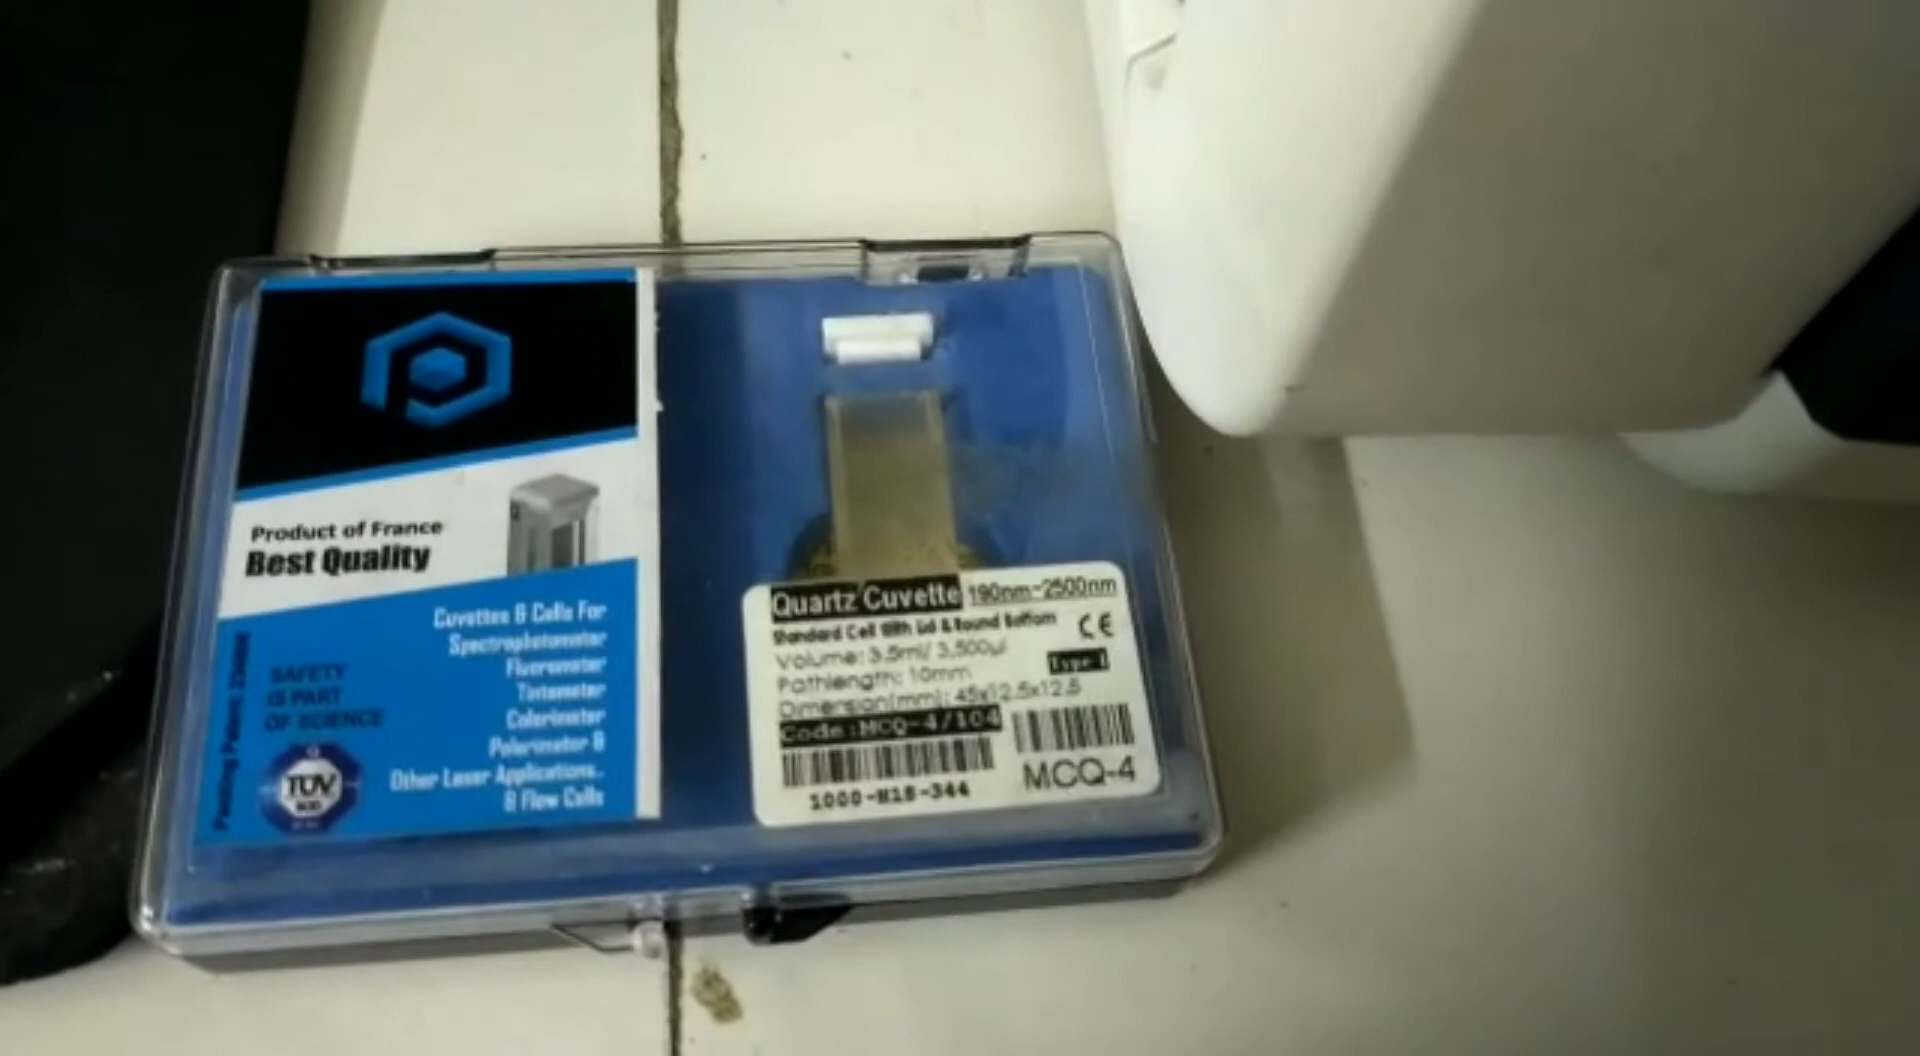 Product of France
Best Quality
Cuvettes & Cells For
Spectrophotometer
Fluorometer
Tintometer
Colorimeter
Polarimeter &
Other Laser Applications..
& Flow Cells
SAFETY
IS PART
OF SCIENCE
TUV
Quartz Cuvette 190nm-2500nm
Standard Cell With Lid & Round Bottom
CE
Volume: 3.5ml/ 3,500µl
Type-1
Pathlength: 10mm
Dimension(mm): 45x12.5x12.5
Code:MCQ-4/104
1000-H18-344
MCQ-4